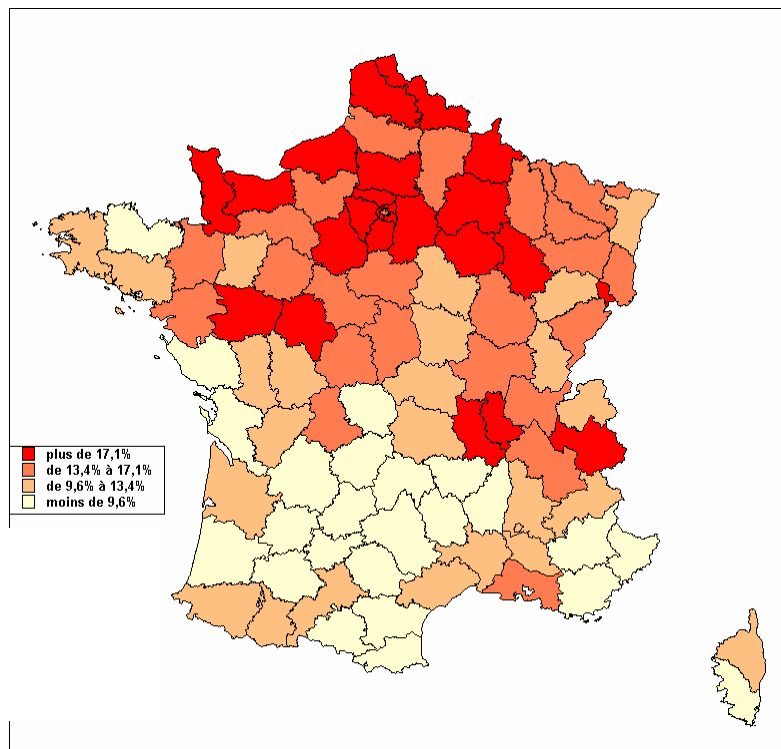 plus de 17,1%
de 13,4% à 17,1%
de 9,6% à 13,4%
moins de 9,6%